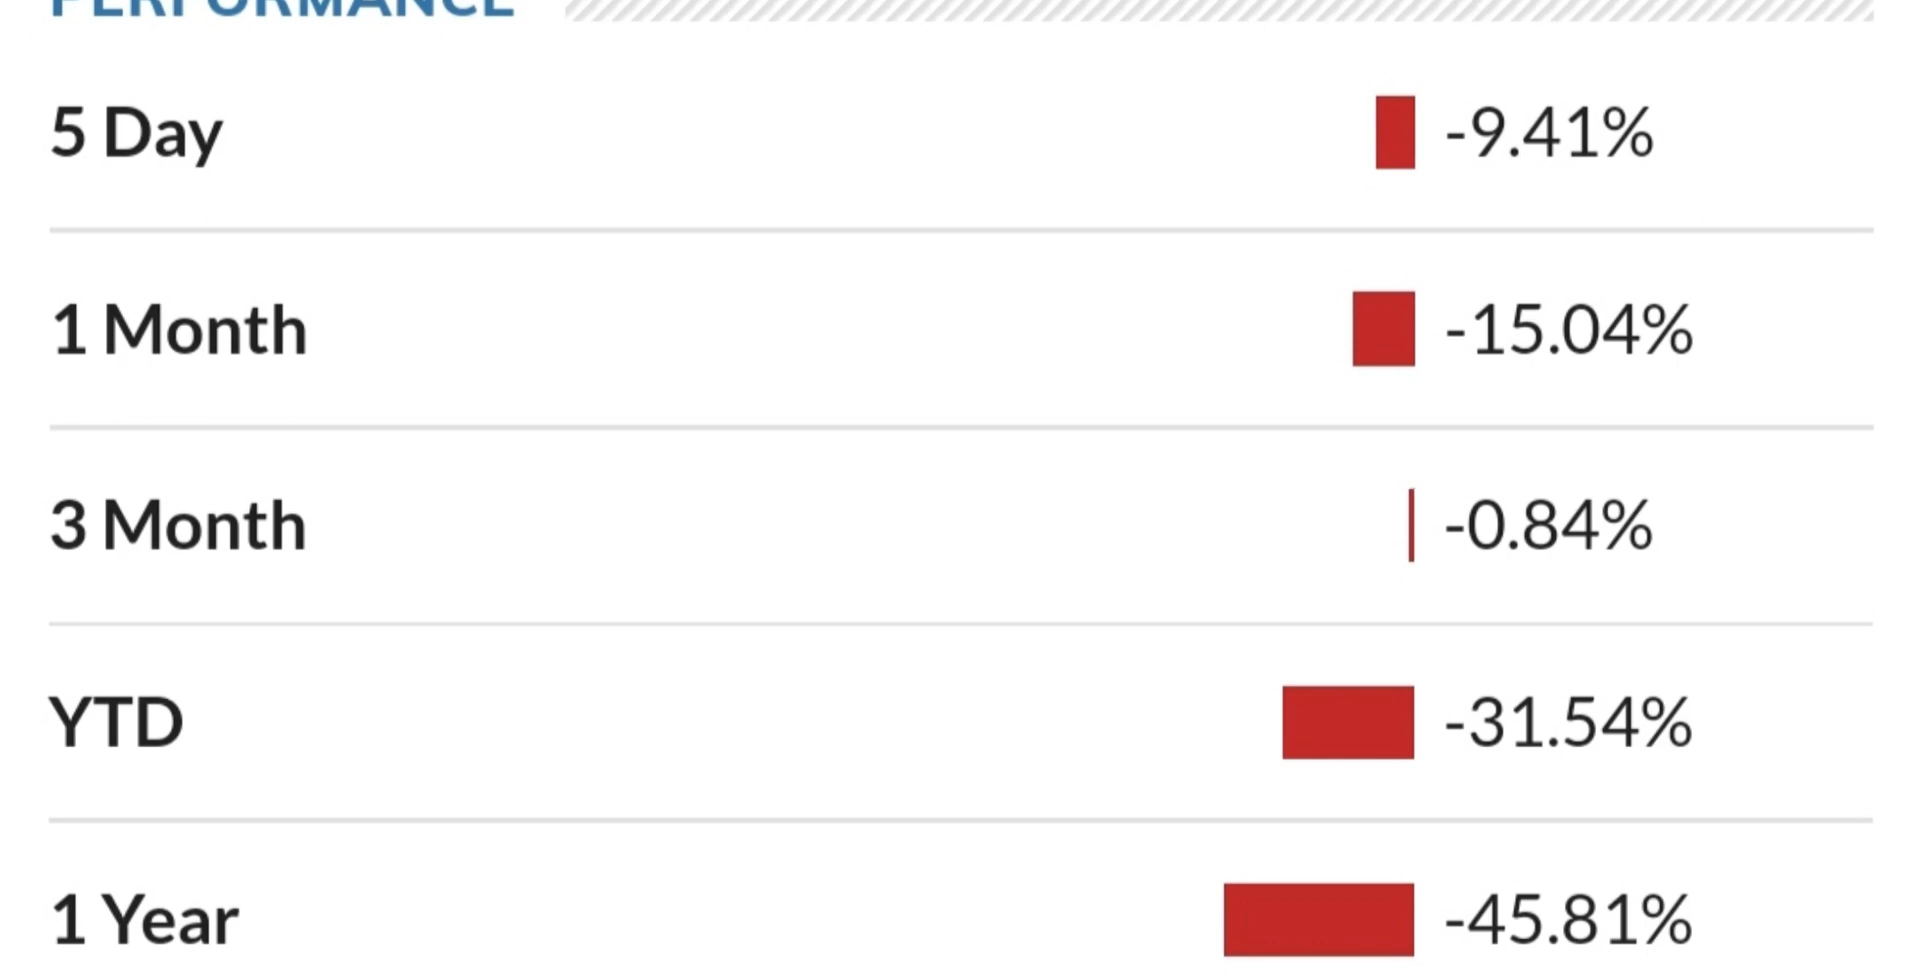 PERFORMANCE
5 Day -9.41%
1 Month -15.04%
3 Month -0.84%
YTD -31.54%
1 Year -45.81%